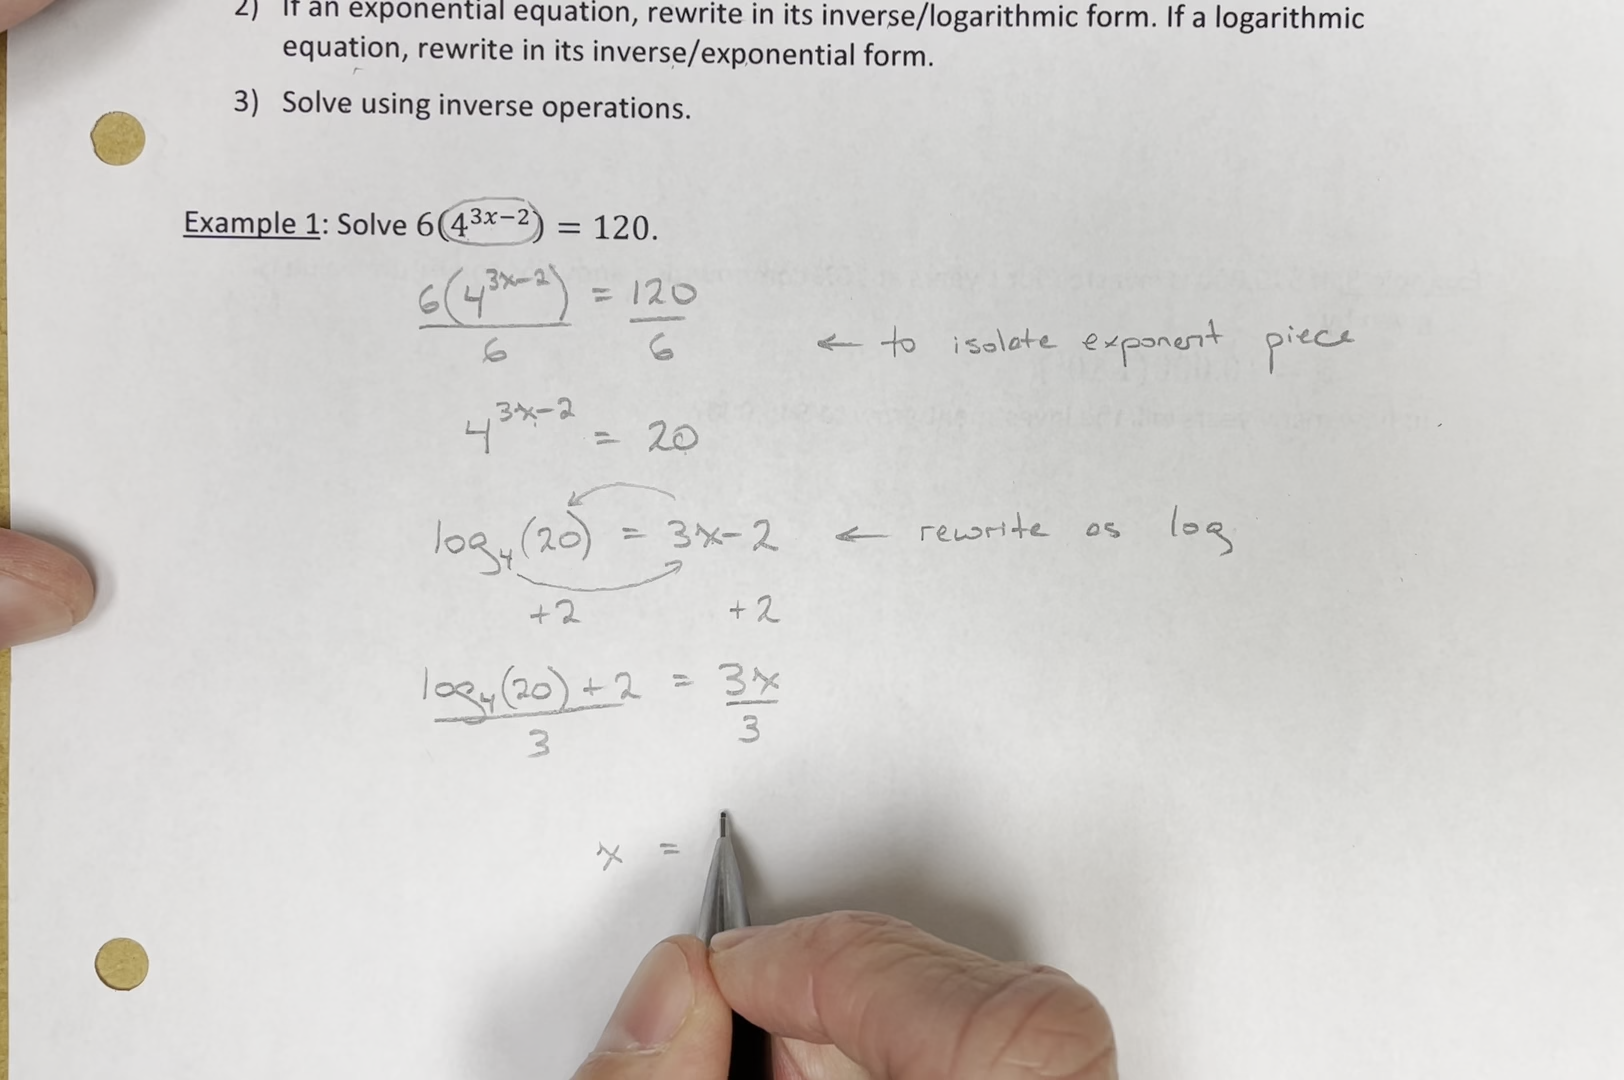 2) If an exponential equation, rewrite in its inverse/logarithmic form. If a logarithmic
equation, rewrite in its inverse/exponential form.
3) Solve using inverse operations.
Example 1: Solve 6(4^{3x−2}) = 120.
6(4^{3x-2}) = 120
6 6 ← to isolate exponent piece
4^{3x-2} = 20
log₄(20) = 3x-2 ← rewrite as log
+2 +2
log₄(20) + 2 = 3x
3 3
x =